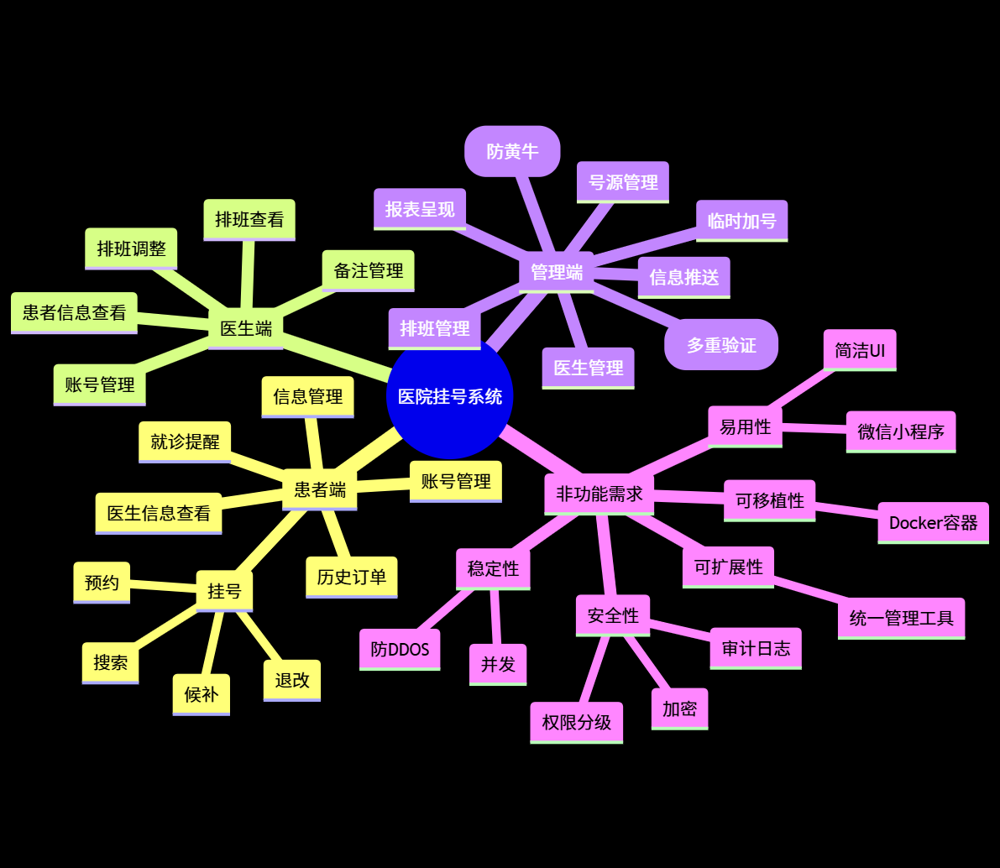 防黄牛
号源管理
报表呈现
临时加号
管理端
信息推送
排班管理
多重验证
医生管理
排班查看
排班调整
备注管理
患者信息查看
医生端
账号管理
医院挂号系统
信息管理
就诊提醒
患者端
账号管理
医生信息查看
历史订单
预约
挂号
搜索
候补
退改
简洁UI
易用性
微信小程序
非功能需求
可移植性
Docker容器
稳定性
可扩展性
统一管理工具
安全性
防DDOS
并发
审计日志
加密
权限分级